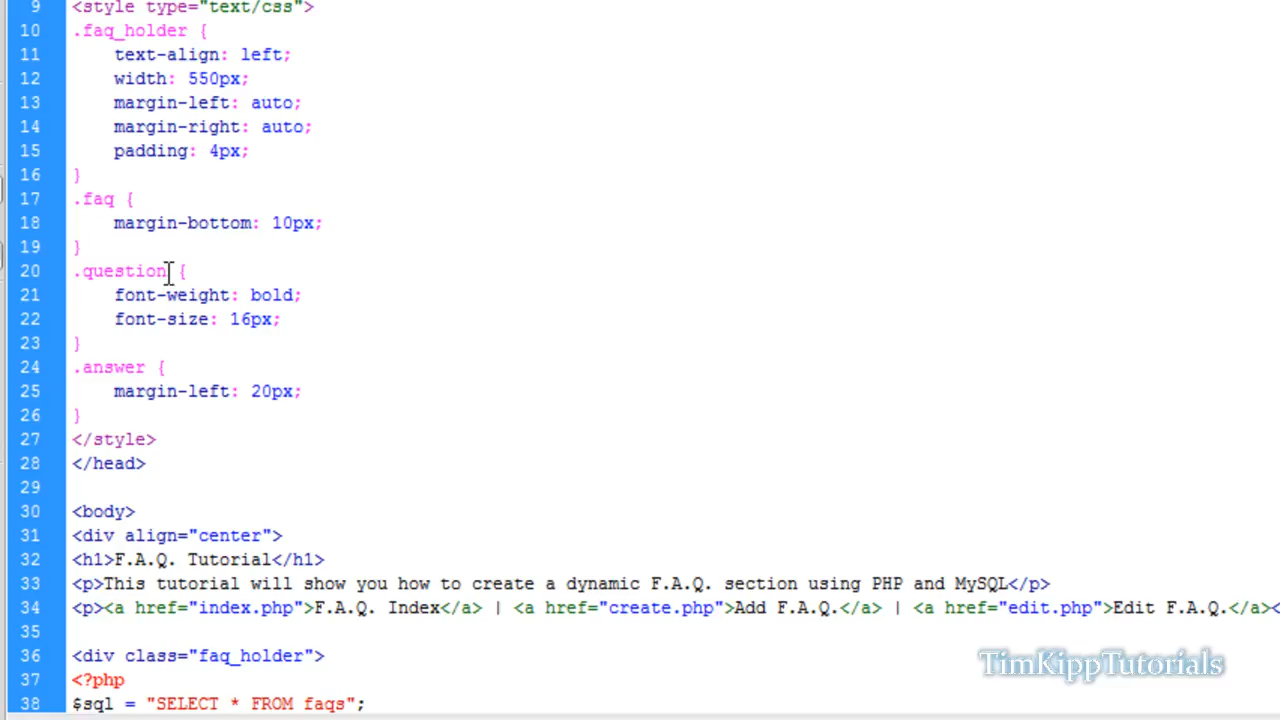 9 <style type="text/css">
10 .faq_holder {
11 text-align: left;
12 width: 550px;
13 margin-left: auto;
14 margin-right: auto;
15 padding: 4px;
16 }
17 .faq {
18 margin-bottom: 10px;
19 }
20 .question {
21 font-weight: bold;
22 font-size: 16px;
23 }
24 .answer {
25 margin-left: 20px;
26 }
27 </style>
28 </head>
29
30 <body>
31 <div align="center">
32 <h1>F.A.Q. Tutorial</h1>
33 <p>This tutorial will show you how to create a dynamic F.A.Q. section using PHP and MySQL</p>
34 <p><a href="index.php">F.A.Q. Index</a> | <a href="create.php">Add F.A.Q.</a> | <a href="edit.php">Edit F.A.Q.</a><
35
36 <div class="faq_holder">
37 <?php
38 $sql = "SELECT * FROM faqs";
TimKippTutorials